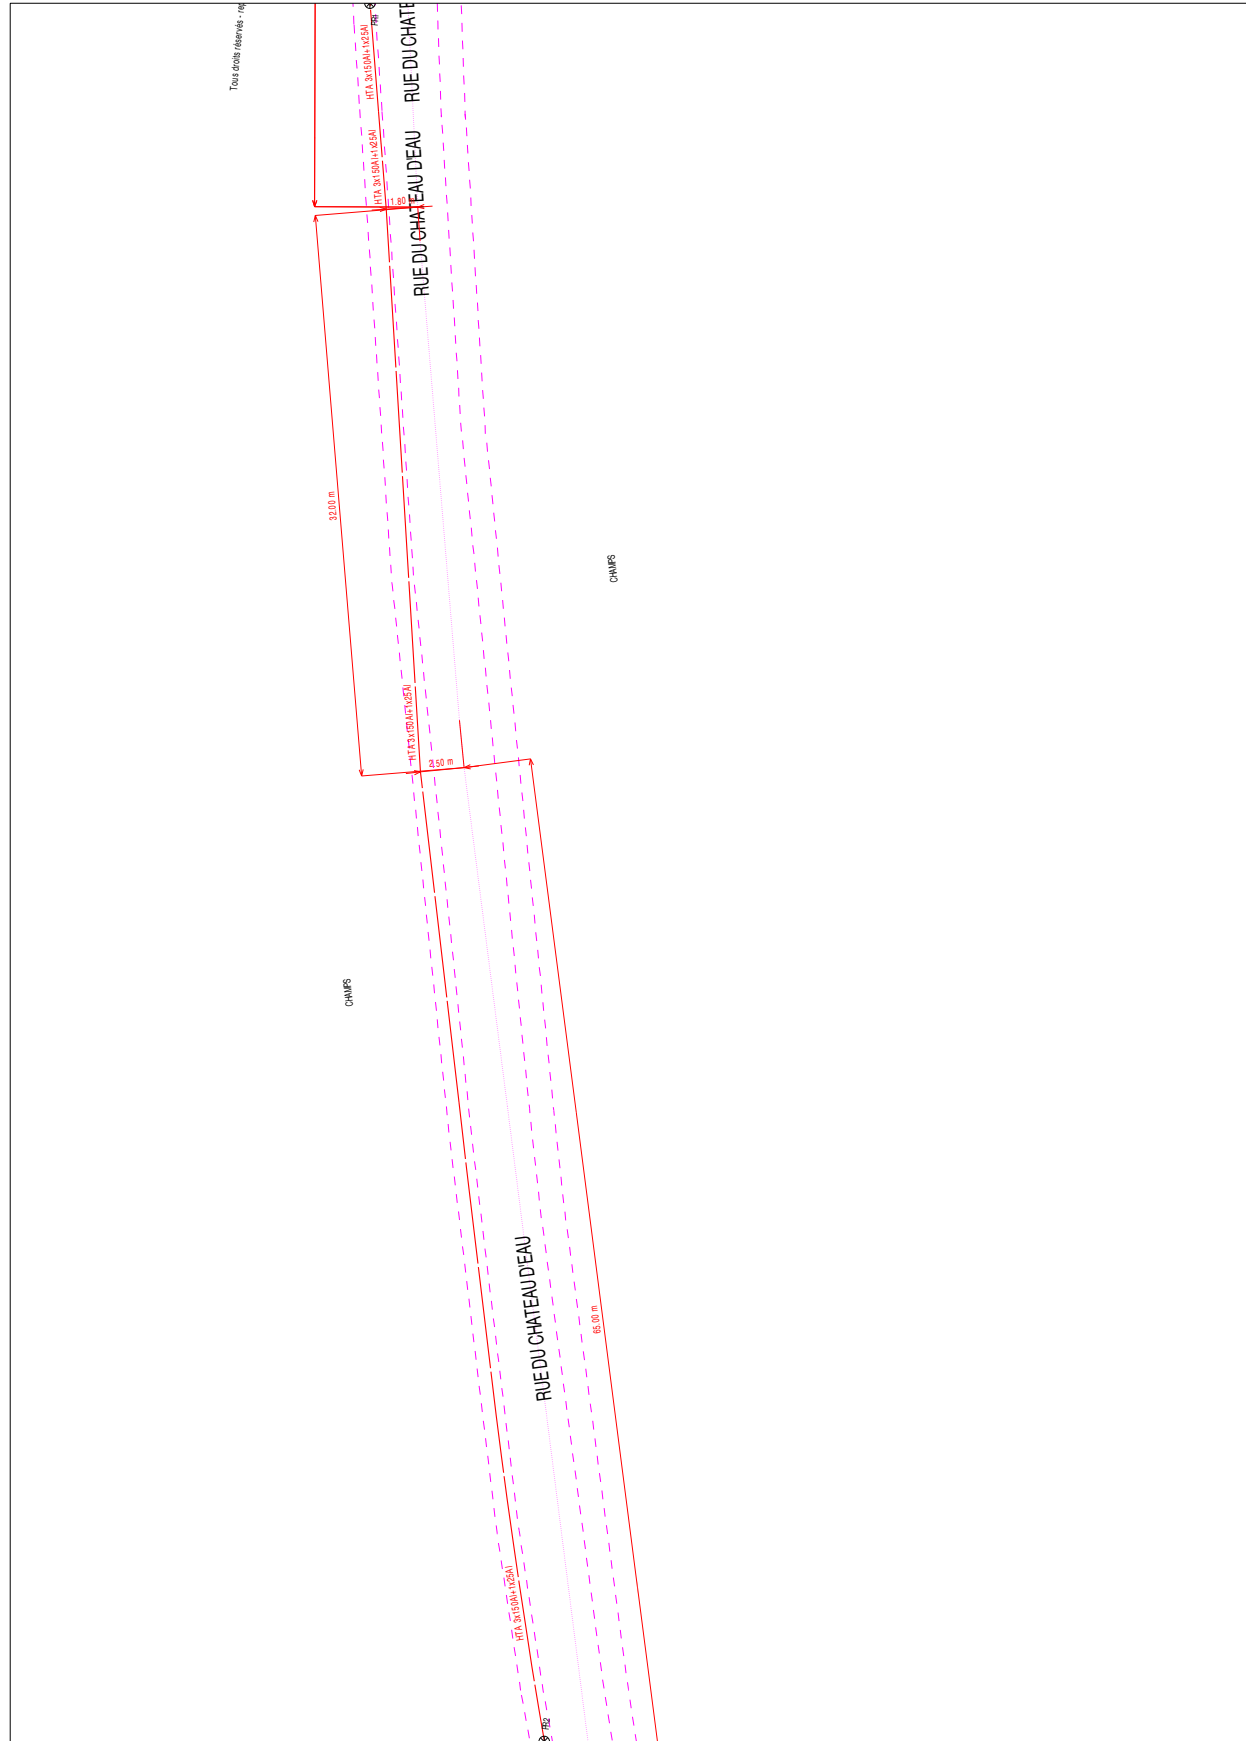 Tous droits réservés - rep
HTA 3x150Al+1x25Al
RUE DU CHATE
HTA 3x150Al+1x25Al
RUE DU CHATEAU D'EAU
1.80
32.00 m
CHAMPS
HTA 3x150Al+1x25Al
2.50 m
CHAMPS
RUE DU CHATEAU D'EAU
65.00 m
HTA 3x150Al+1x25Al